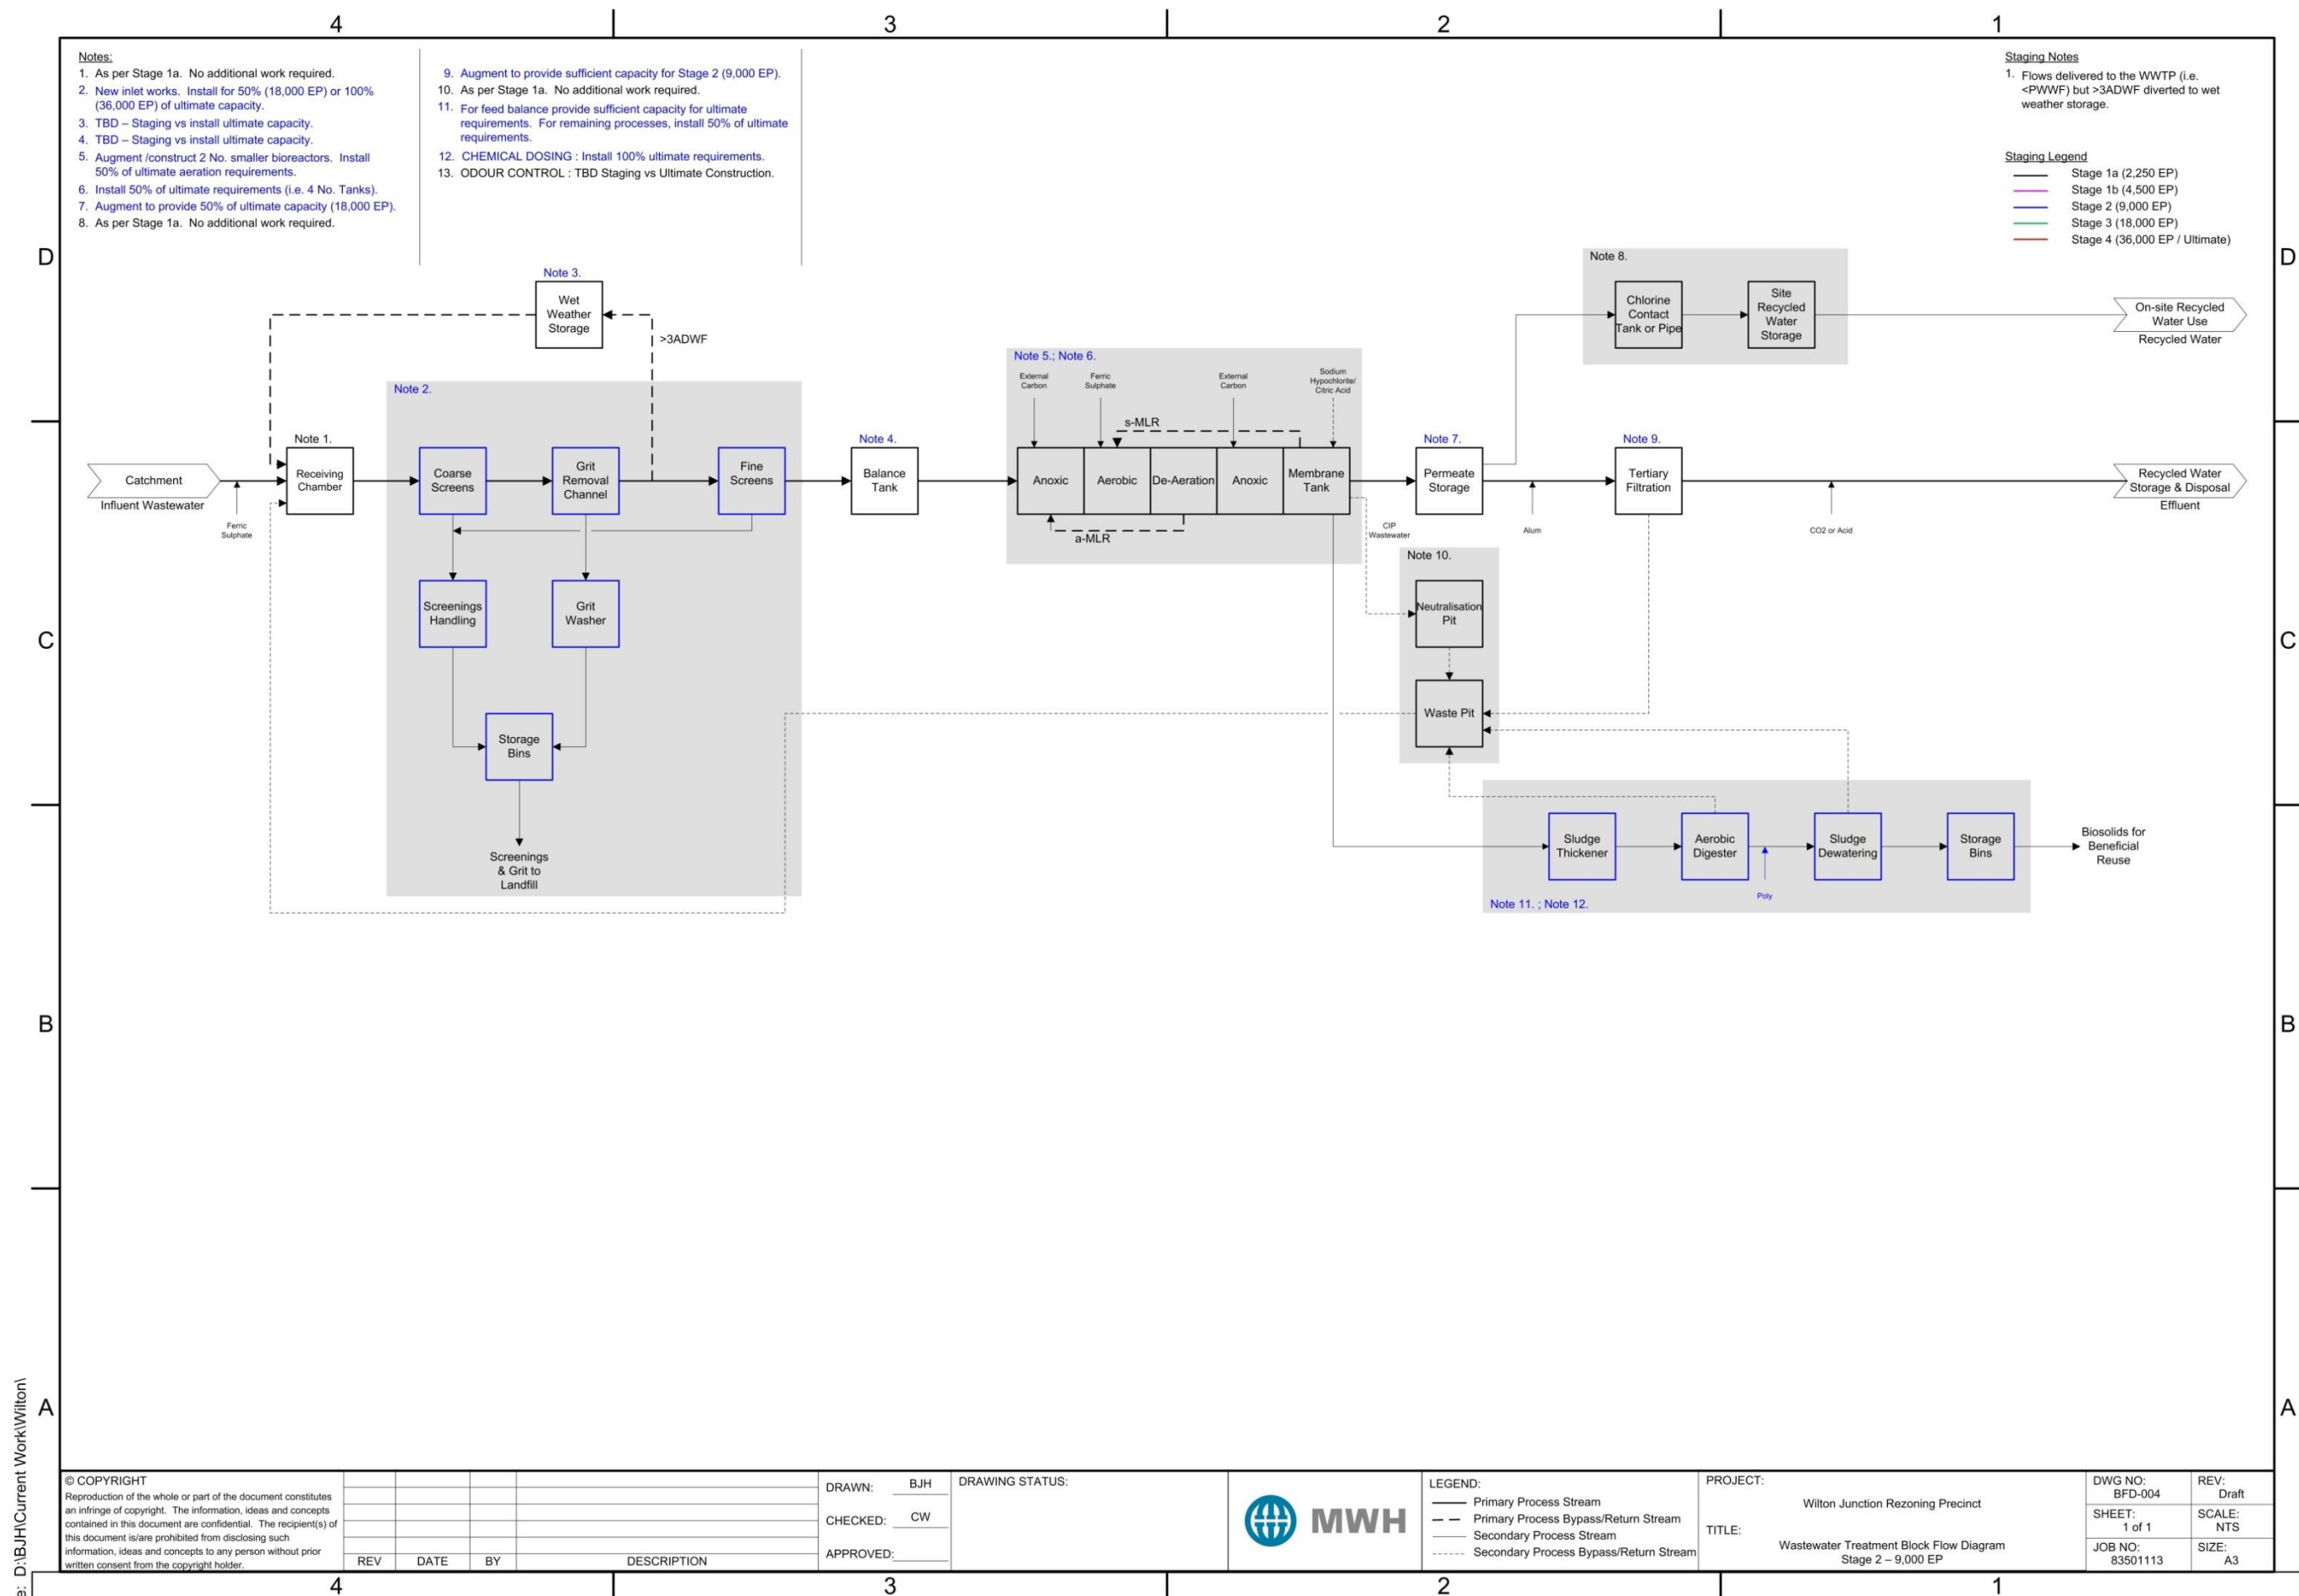 4
3
2
1
Notes:
1. As per Stage 1a. No additional work required.
2. New inlet works. Install for 50% (18,000 EP) or 100%
(36,000 EP) of ultimate capacity.
3. TBD – Staging vs install ultimate capacity.
4. TBD – Staging vs install ultimate capacity.
5. Augment /construct 2 No. smaller bioreactors. Install
50% of ultimate aeration requirements.
6. Install 50% of ultimate requirements (i.e. 4 No. Tanks).
7. Augment to provide 50% of ultimate capacity (18,000 EP).
8. As per Stage 1a. No additional work required.
9. Augment to provide sufficient capacity for Stage 2 (9,000 EP).
10. As per Stage 1a. No additional work required.
11. For feed balance provide sufficient capacity for ultimate
requirements. For remaining processes, install 50% of ultimate
requirements.
12. CHEMICAL DOSING : Install 100% ultimate requirements.
13. ODOUR CONTROL : TBD Staging vs Ultimate Construction.
Staging Notes
1. Flows delivered to the WWTP (i.e.
<PWWF) but >3ADWF diverted to wet
weather storage.
Staging Legend
Stage 1a (2,250 EP)
Stage 1b (4,500 EP)
Stage 2 (9,000 EP)
Stage 3 (18,000 EP)
Stage 4 (36,000 EP / Ultimate)
D
D
Note 3.
Wet
Weather
Storage
>3ADWF
Note 8.
Chlorine
Contact
Tank or Pipe
Site
Recycled
Water
Storage
On-site Recycled
Water Use
Recycled Water
Note 2.
Note 5.; Note 6.
External
Carbon
Ferric
Sulphate
External
Carbon
Sodium
Hypochlorite/
Citric Acid
s-MLR
Catchment
Influent Wastewater
Ferric
Sulphate
Note 1.
Receiving
Chamber
Coarse
Screens
Grit
Removal
Channel
Fine
Screens
Note 4.
Balance
Tank
Anoxic
Aerobic
De-Aeration
Anoxic
Membrane
Tank
a-MLR
CIP
Wastewater
Note 7.
Permeate
Storage
Alum
Note 9.
Tertiary
Filtration
CO2 or Acid
Recycled Water
Storage & Disposal
Effluent
C
C
Screenings
Handling
Grit
Washer
Note 10.
Neutralisation
Pit
Waste Pit
Storage
Bins
Screenings
& Grit to
Landfill
Sludge
Thickener
Aerobic
Digester
Poly
Sludge
Dewatering
Storage
Bins
Biosolids for
Beneficial
Reuse
Note 11. ; Note 12.
B
B
A
A
e: D:\BJH\Current Work\Wilton\
© COPYRIGHT
Reproduction of the whole or part of the document constitutes
an infringe of copyright. The information, ideas and concepts
contained in this document are confidential. The recipient(s) of
this document is/are prohibited from disclosing such
information, ideas and concepts to any person without prior
written consent from the copyright holder.
REV
DATE
BY
DESCRIPTION
DRAWN: BJH
CHECKED: CW
APPROVED:
DRAWING STATUS:
MWH
LEGEND:
Primary Process Stream
Primary Process Bypass/Return Stream
Secondary Process Stream
Secondary Process Bypass/Return Stream
PROJECT:
Wilton Junction Rezoning Precinct
TITLE:
Wastewater Treatment Block Flow Diagram
Stage 2 – 9,000 EP
DWG NO:
BFD-004
REV:
Draft
SHEET:
1 of 1
SCALE:
NTS
JOB NO:
83501113
SIZE:
A3
4
3
2
1